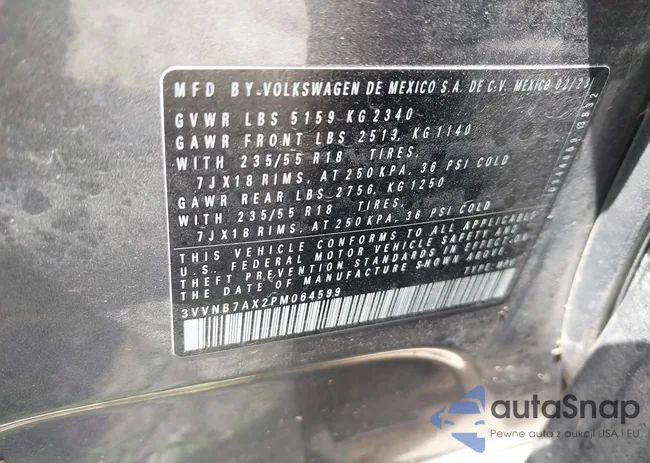 MFD BY-VOLKSWAGEN DE MEXICO S.A. DE C.V. MEXICO 02/23
GVWR LBS 5159 KG 2340
GAWR FRONT LBS 2513, KG 1140
WITH 235/55 R18 TIRES,
7JX18 RIMS, AT 250 KPA, 36 PSI COLD
GAWR REAR LBS 2756, KG 1250
WITH 235/55 R18 TIRES,
7JX18 RIMS, AT 250 KPA, 36 PSI COLD
THIS VEHICLE CONFORMS TO ALL APPLICABLE
U.S. FEDERAL MOTOR VEHICLE SAFETY AND
THEFT PREVENTION STANDARDS IN EFFECT ON
THE DATE OF MANUFACTURE SHOWN ABOVE.
3VVNB7AX2PM064599
autaSnap
Pewne auta z aukcji USA i EU